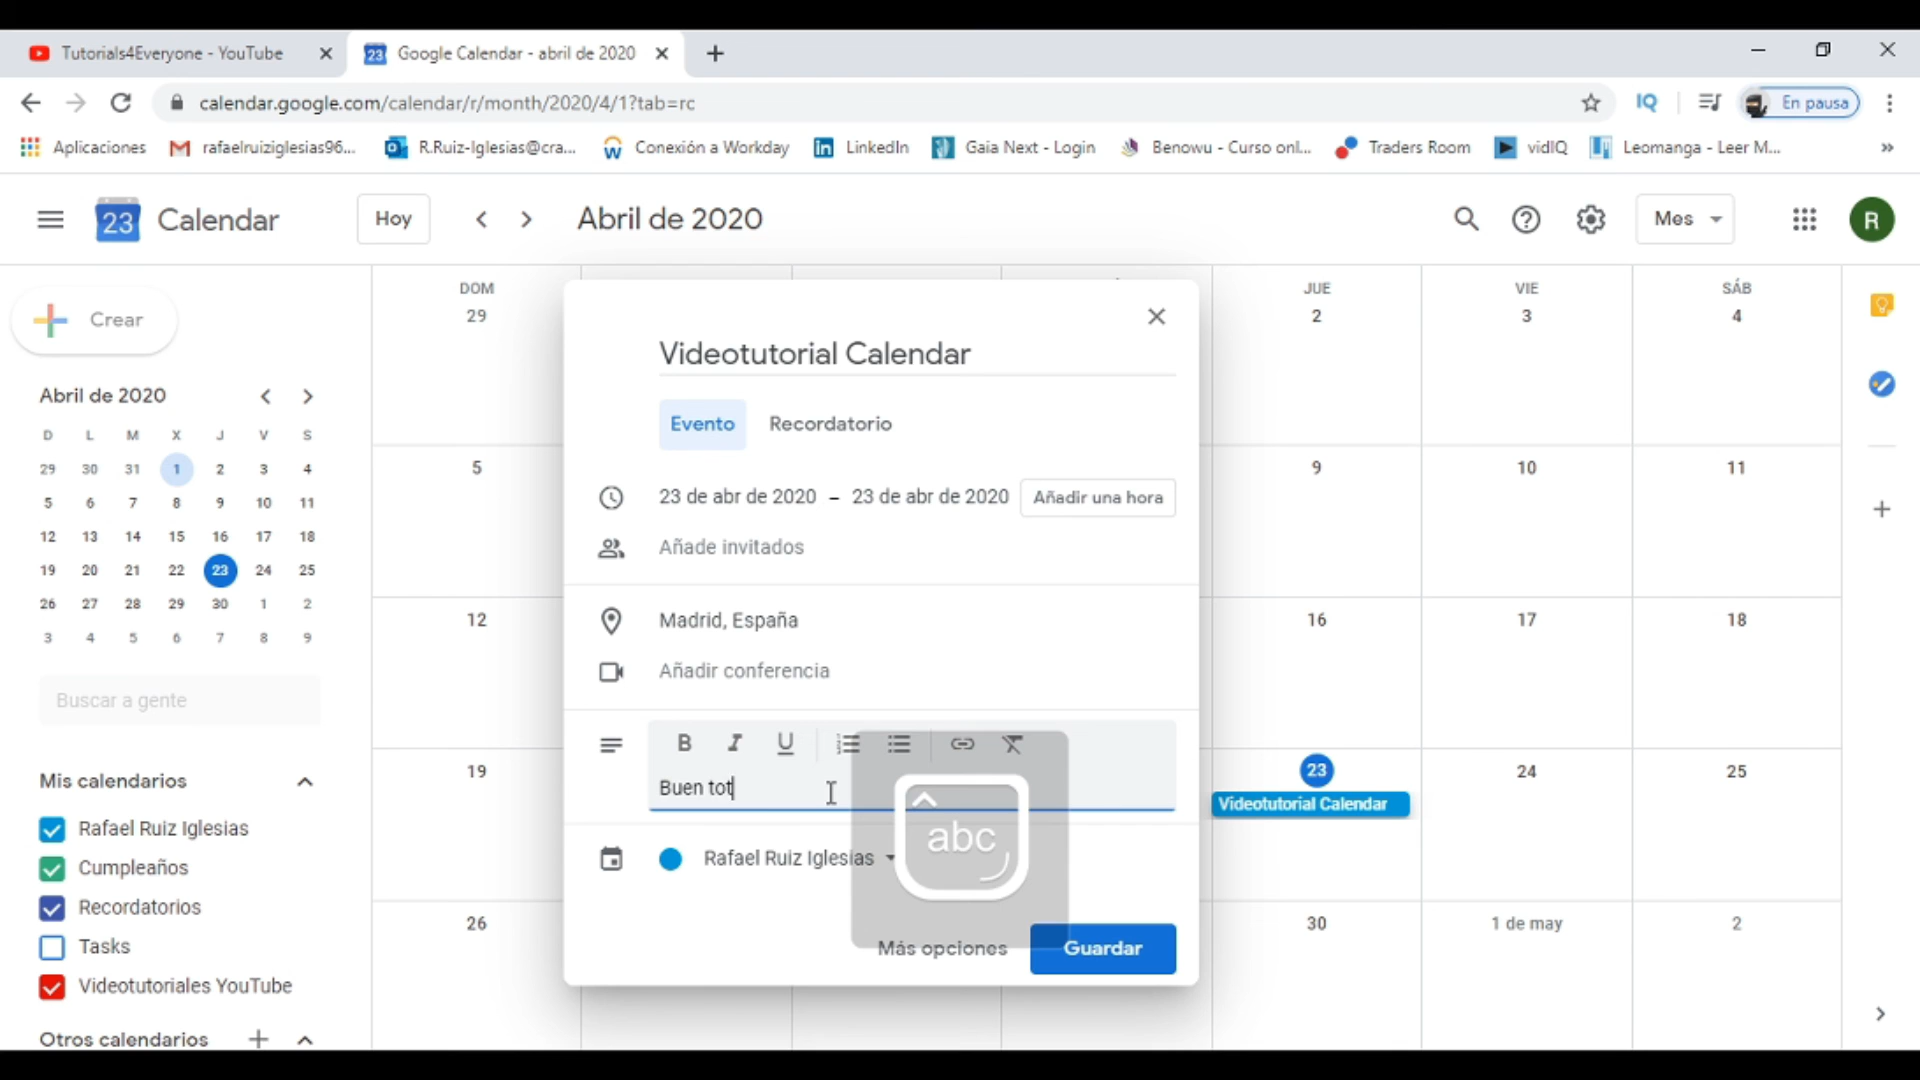 Tutorials4Everyone - YouTube
23 Google Calendar - abril de 2020
calendar.google.com/calendar/r/month/2020/4/1?tab=rc
IQ
En pausa
Aplicaciones
rafaelruiziglesias96...
R.Ruiz-Iglesias@cra...
Conexión a Workday
LinkedIn
Gaia Next - Login
Benowu - Curso onl...
Traders Room
vidIQ
Leomanga - Leer M...
»
23 Calendar
Hoy
Abril de 2020
Mes
R
Crear
Abril de 2020
D L M X J V S
29 30 31 1 2 3 4
5 6 7 8 9 10 11
12 13 14 15 16 17 18
19 20 21 22 23 24 25
26 27 28 29 30 1 2
3 4 5 6 7 8 9
Buscar a gente
Mis calendarios
Rafael Ruiz Iglesias
Cumpleaños
Recordatorios
Tasks
Videotutoriales YouTube
Otros calendarios
DOM JUE VIE SÁB
29 2 3 4
5 9 10 11
12 16 17 18
19 23 24 25
Videotutorial Calendar
26 30 1 de may 2
Videotutorial Calendar
Evento Recordatorio
23 de abr de 2020 – 23 de abr de 2020 Añadir una hora
Añade invitados
Madrid, España
Añadir conferencia
B I U
Buen tot
abc
Rafael Ruiz Iglesias
Más opciones Guardar